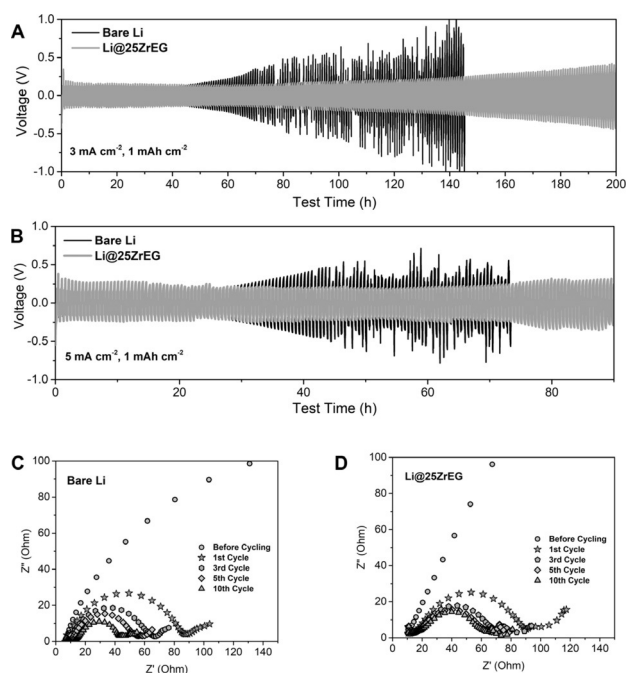 A
Bare Li
Li@25ZrEG
Voltage (V)
1.0
0.5
0.0
-0.5
-1.0
3 mA cm-2, 1 mAh cm-2
0 20 40 60 80 100 120 140 160 180 200
Test Time (h)
B
Bare Li
Li@25ZrEG
Voltage (V)
1.0
0.5
0.0
-0.5
-1.0
5 mA cm-2, 1 mAh cm-2
0 20 40 60 80
Test Time (h)
C
Bare Li
Z'' (Ohm)
100
80
60
40
20
0
Before Cycling
1st Cycle
3rd Cycle
5th Cycle
10th Cycle
0 20 40 60 80 100 120 140
Z' (Ohm)
D
Li@25ZrEG
Z'' (Ohm)
100
80
60
40
20
0
Before Cycling
1st Cycle
3rd Cycle
5th Cycle
10th Cycle
0 20 40 60 80 100 120 140
Z' (Ohm)